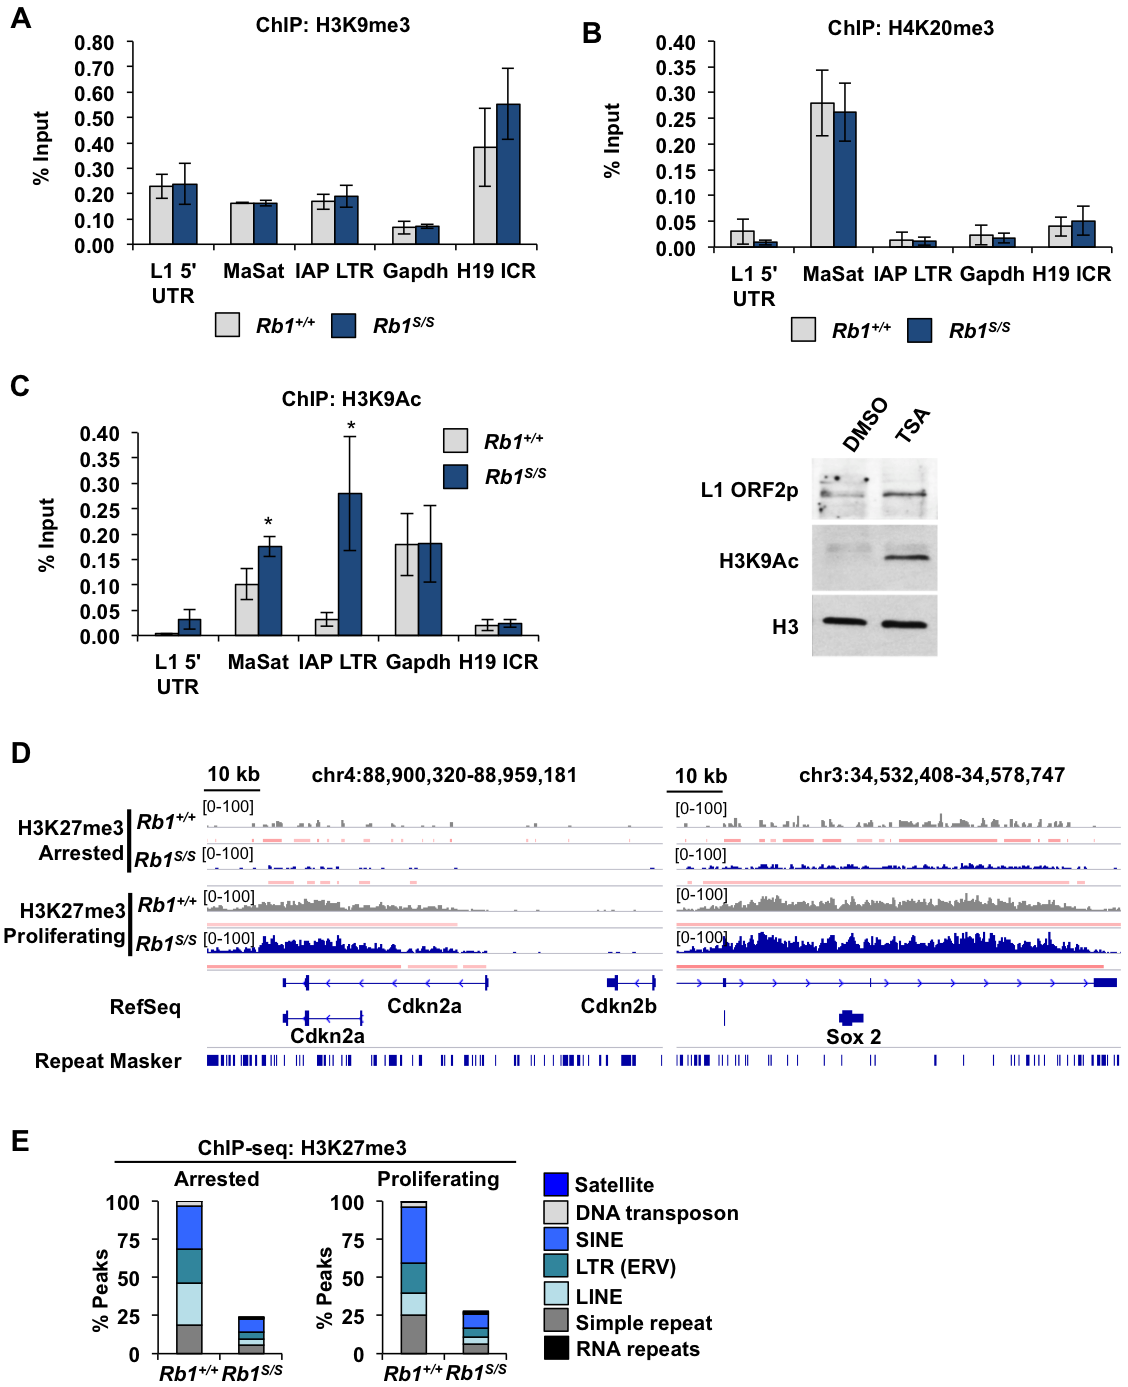 A
ChIP: H3K9me3
0.80
0.70
0.60
0.50
0.40
0.30
0.20
0.10
0.00
% Input
L1 5'
UTR
MaSat
IAP LTR
Gapdh
H19 ICR
Rb1+/+
Rb1S/S
B
ChIP: H4K20me3
0.40
0.35
0.30
0.25
0.20
0.15
0.10
0.05
0.00
% Input
L1 5'
UTR
MaSat
IAP LTR
Gapdh
H19 ICR
Rb1+/+
Rb1S/S
C
ChIP: H3K9Ac
0.40
0.35
0.30
0.25
0.20
0.15
0.10
0.05
0.00
% Input
*
*
L1 5'
UTR
MaSat
IAP LTR
Gapdh
H19 ICR
Rb1+/+
Rb1S/S
DMSO
TSA
L1 ORF2p
H3K9Ac
H3
D
10 kb
chr4:88,900,320-88,959,181
10 kb
chr3:34,532,408-34,578,747
H3K27me3
Arrested
Rb1+/+
[0-100]
[0-100]
Rb1S/S
[0-100]
[0-100]
H3K27me3
Proliferating
Rb1+/+
[0-100]
[0-100]
Rb1S/S
[0-100]
[0-100]
RefSeq
Cdkn2a
Cdkn2b
Cdkn2a
Sox 2
Repeat Masker
E
ChIP-seq: H3K27me3
Arrested
100
75
50
25
0
% Peaks
Rb1+/+
Rb1S/S
Proliferating
100
75
50
25
0
% Peaks
Rb1+/+
Rb1S/S
Satellite
DNA transposon
SINE
LTR (ERV)
LINE
Simple repeat
RNA repeats